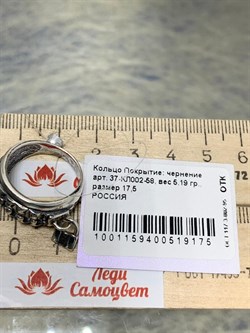 Кольцо Покрытие: чернение
арт. 37-КЛ002-58, вес 5.19 гр.,
размер 17.5
РОССИЯ
1001159400519175
ОТК
Леди
Самоцвет